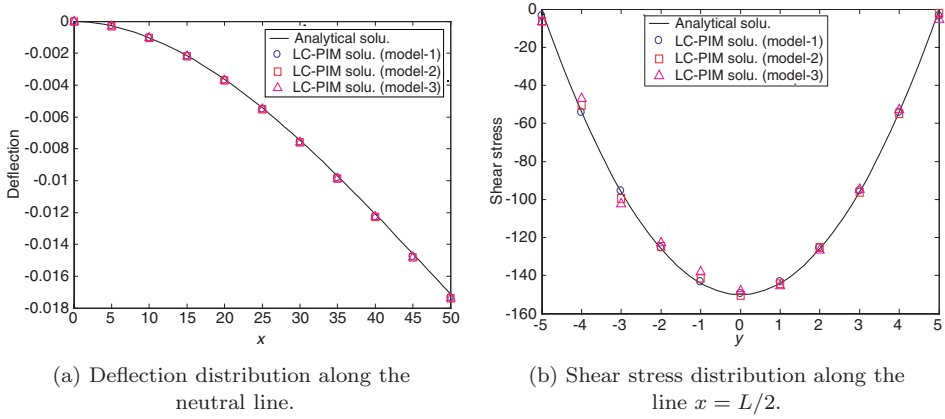 0
-0.002
-0.004
-0.006
-0.008
-0.01
-0.012
-0.014
-0.016
-0.018
Deflection
Analytical solu.
LC-PIM solu. (model-1)
LC-PIM solu. (model-2)
LC-PIM solu. (model-3)
0 5 10 15 20 25 30 35 40 45 50
x
(a) Deflection distribution along the
neutral line.
0
-20
-40
-60
-80
-100
-120
-140
-160
Shear stress
Analytical solu.
LC-PIM solu. (model-1)
LC-PIM solu. (model-2)
LC-PIM solu. (model-3)
-5 -4 -3 -2 -1 0 1 2 3 4 5
y
(b) Shear stress distribution along the
line x = L/2.